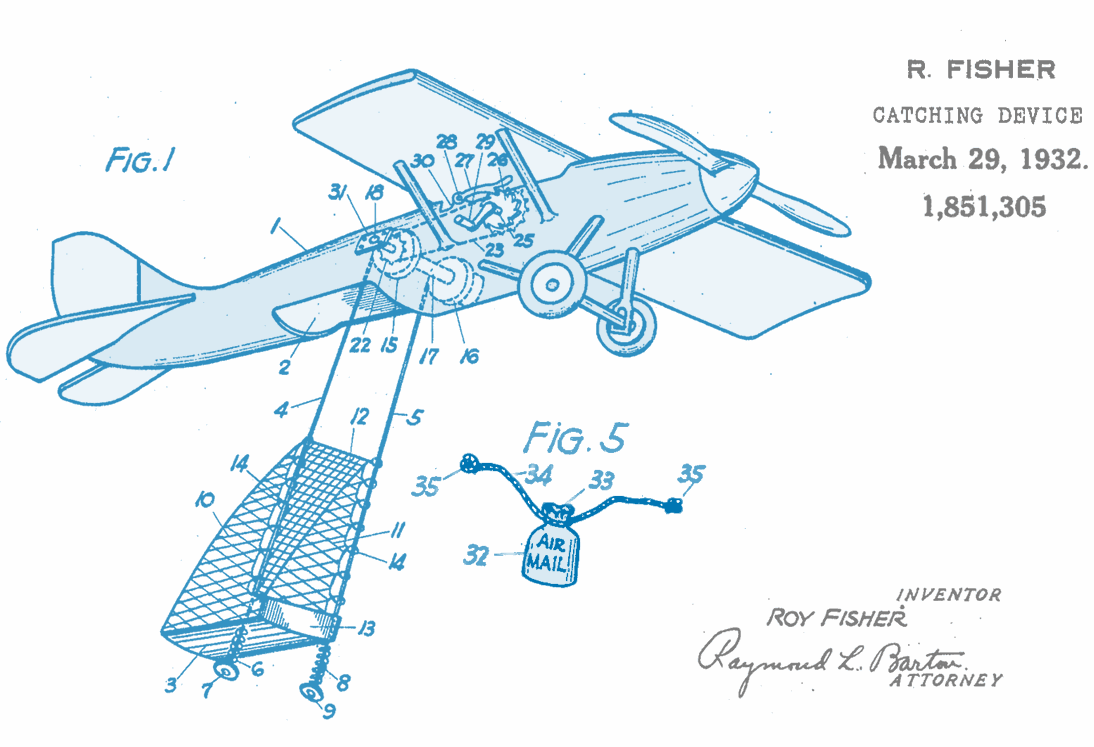 R. FISHER
CATCHING DEVICE
March 29, 1932.
1,851,305
FIG.1
28 29
30 27 26
31 18
1
23 25
22 15 17 16
2
4 12 5
14
10
11
14
13
3 7 6 8
9
FIG. 5
35 34 33 35
32
AIR
MAIL
INVENTOR
ROY FISHER
Raymond L. Barton.
ATTORNEY